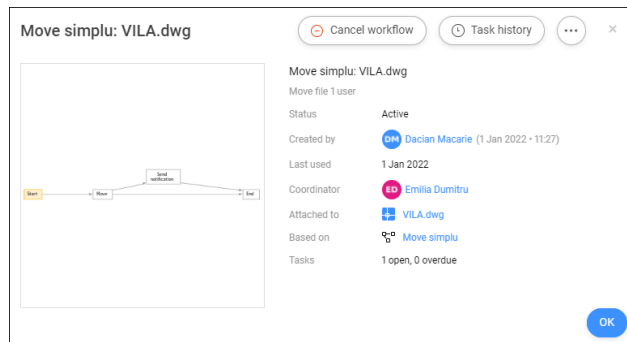 Move simplu: VILA.dwg
Cancel workflow
Task history
Move simplu: VILA.dwg
Move file 1 user
Status Active
Created by DM Dacian Macarie (1 Jan 2022 • 11:27)
Last used 1 Jan 2022
Coordinator ED Emilia Dumitru
Attached to VILA.dwg
Based on Move simplu
Tasks 1 open, 0 overdue
Start
Move
Send
notification
End
OK